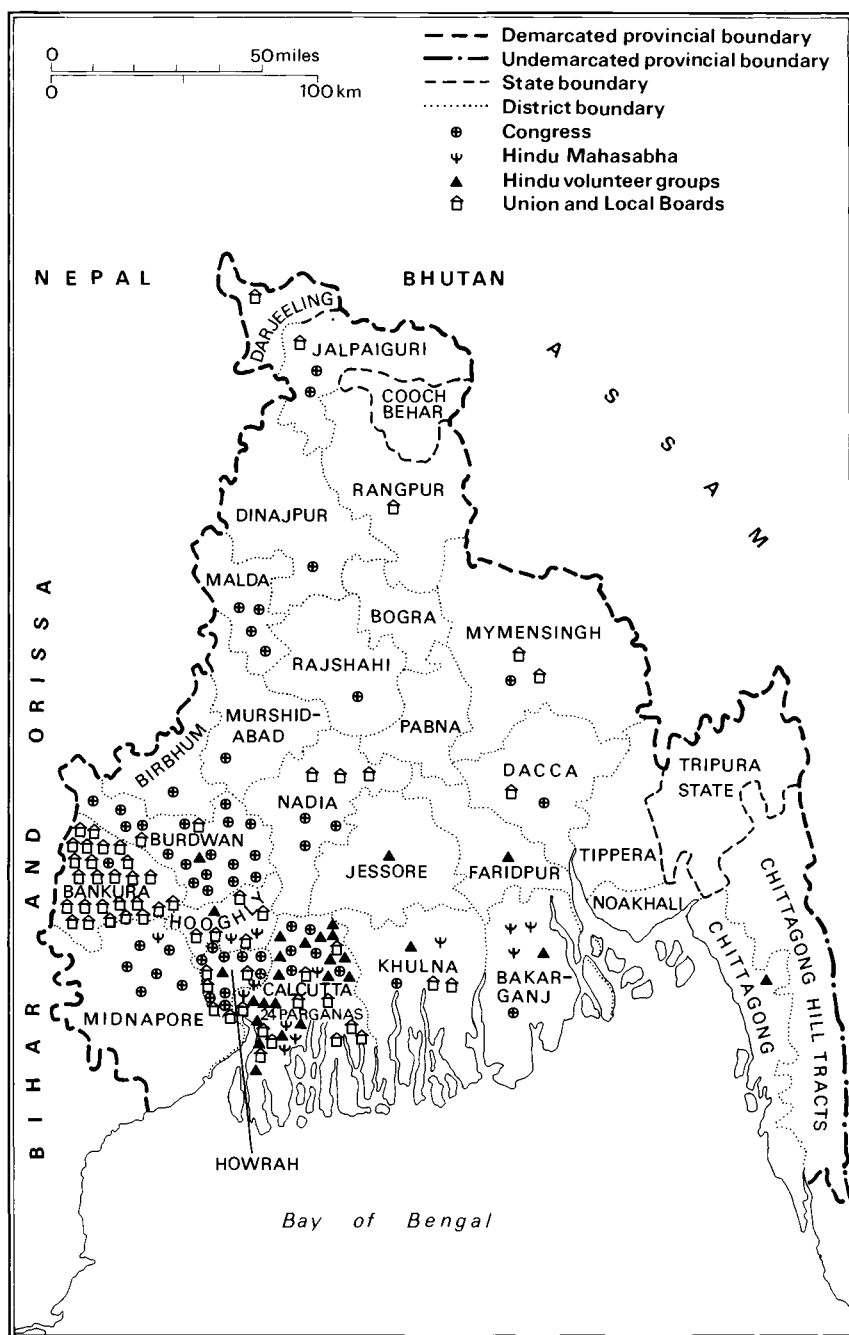 0 50 miles
0 100 km
Demarcated provincial boundary
Undemarcated provincial boundary
State boundary
District boundary
Congress
Hindu Mahasabha
Hindu volunteer groups
Union and Local Boards
NEPAL
BHUTAN
ASSAM
DARJEELING
JALPAIGURI
COOCH
BEHAR
RANGPUR
DINAJPUR
MALDA
BOGRA
MYMENSINGH
RAJSHAHI
MURSHID-
ABAD
PABNA
BIRBHUM
DACCA
TRIPURA
STATE
NADIA
BURDWAN
JESSORE
FARIDPUR
TIPPERA
BANKURA
HOOGHLY
NOAKHALI
KHULNA
BAKAR-
GANJ
CALCUTTA
24 PARGANAS
MIDNAPORE
CHITTAGONG
CHITTAGONG HILL TRACTS
HOWRAH
BIHAR AND ORISSA
Bay of Bengal